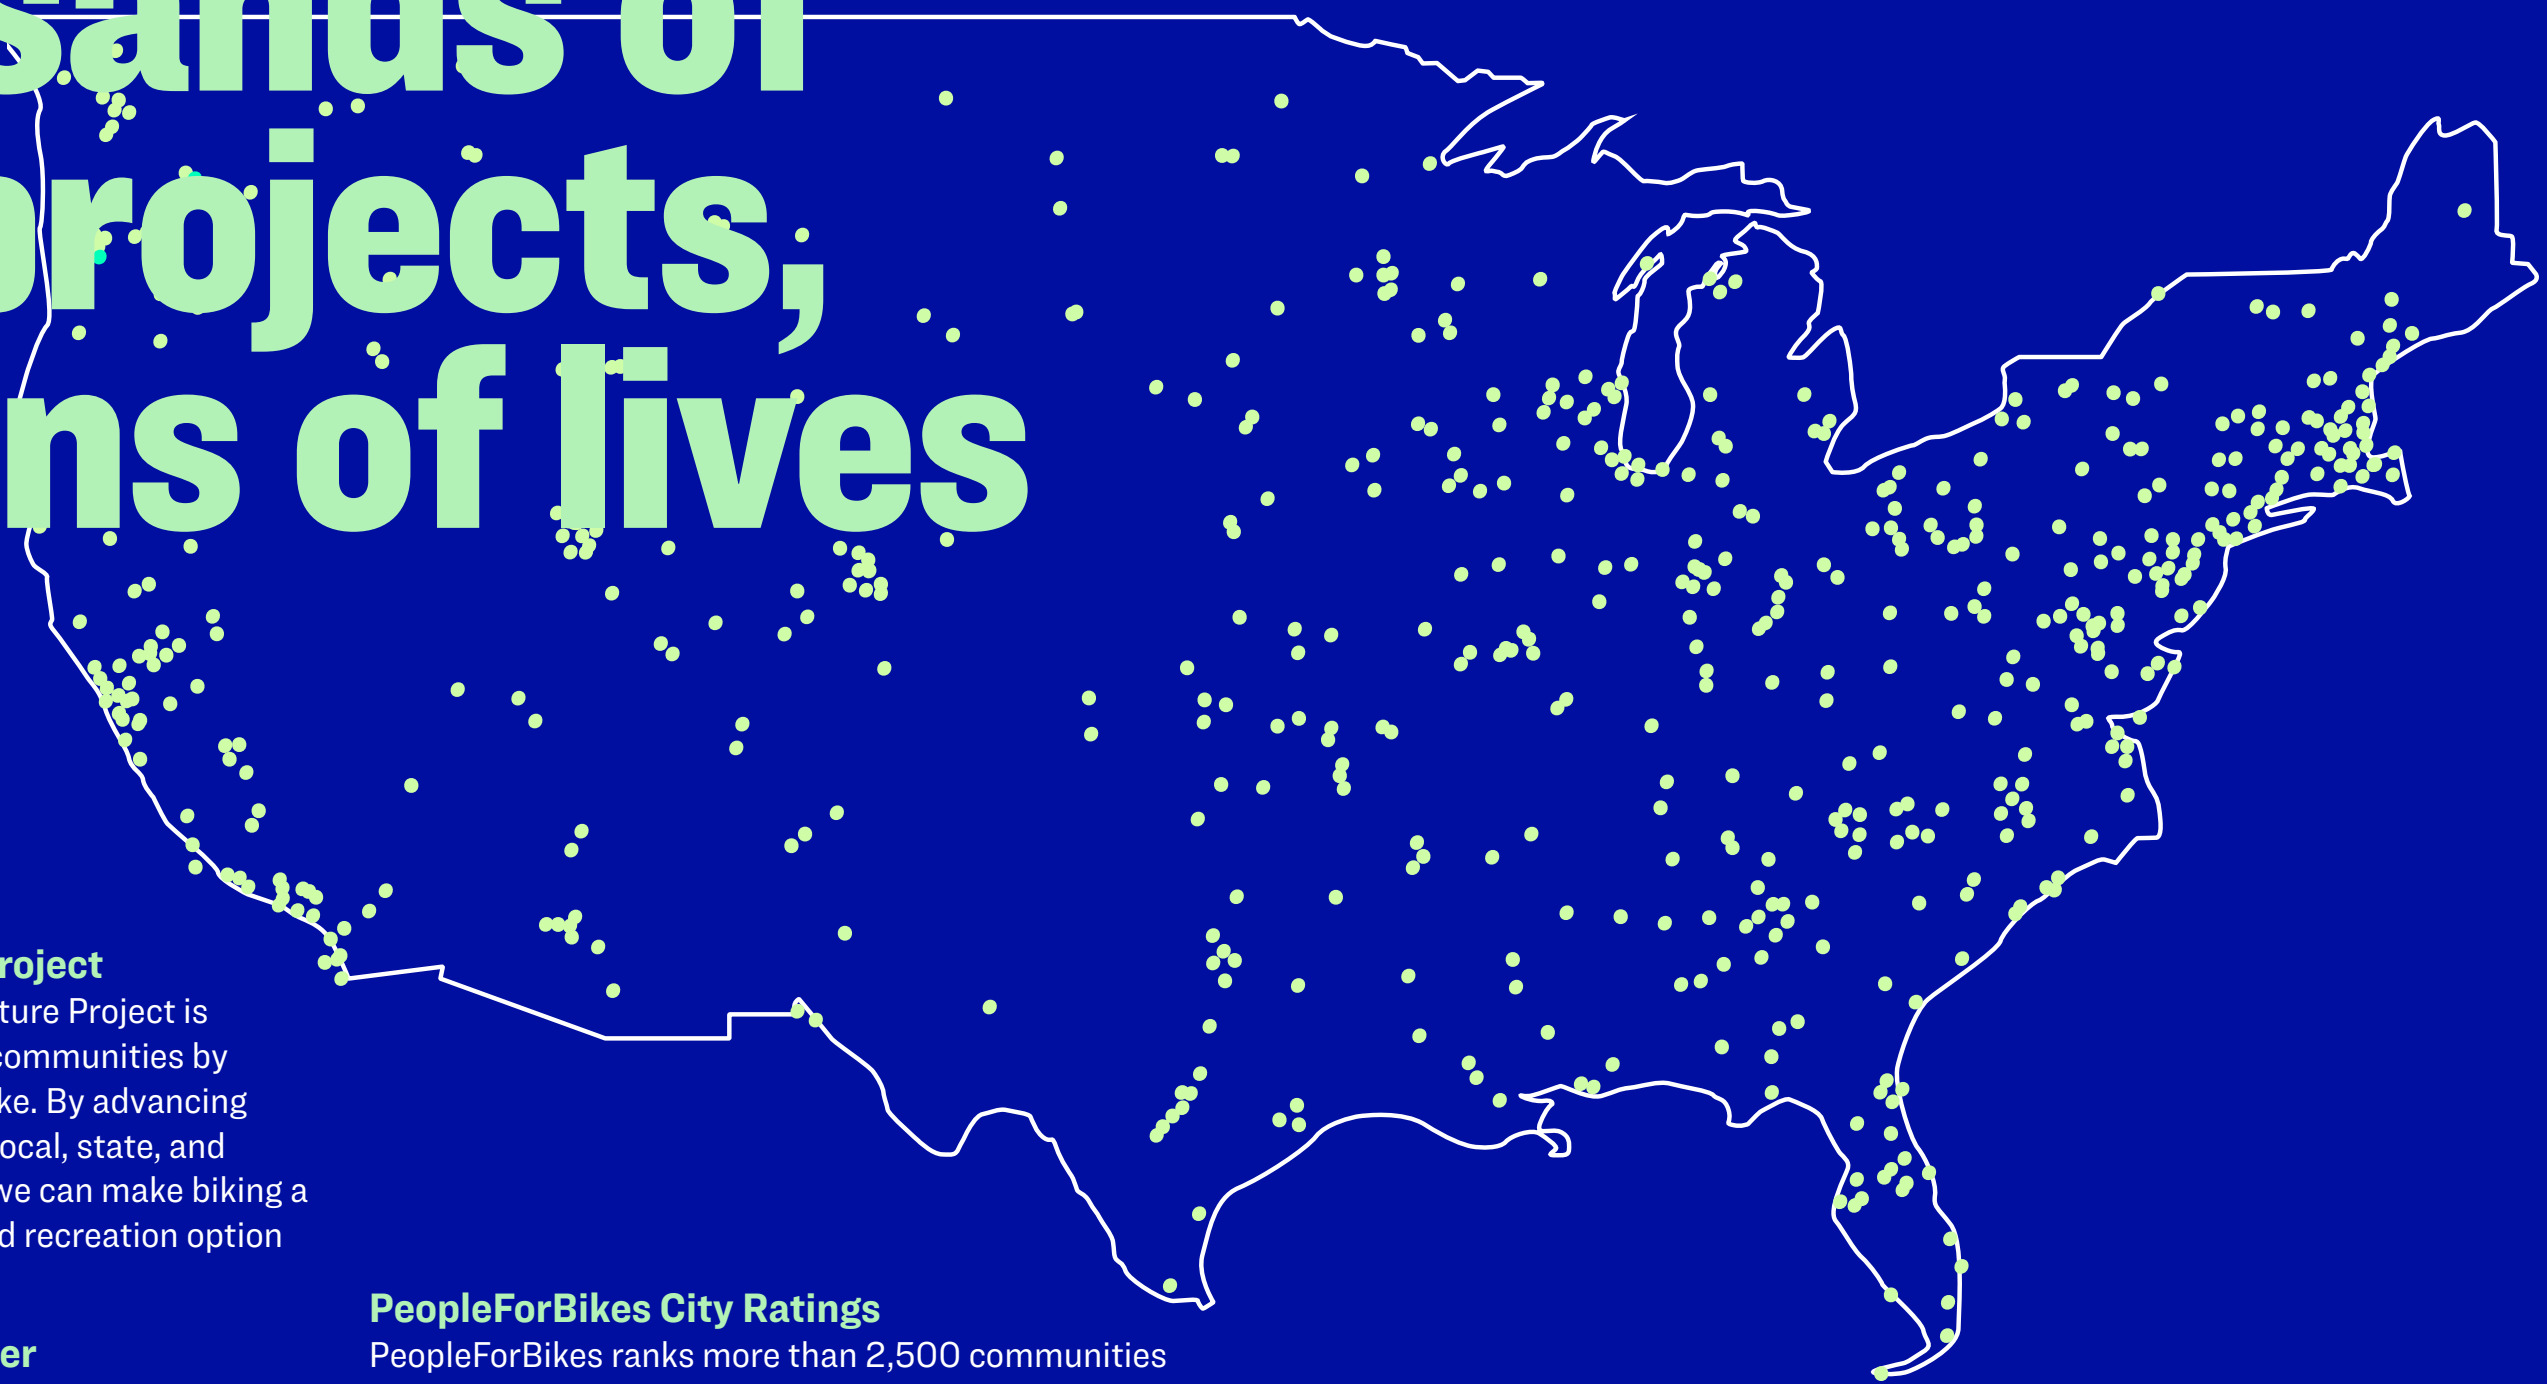 sands of
projects,
ns of lives
roject
ture Project is
communities by
ke. By advancing
ocal, state, and
we can make biking a
d recreation option
er
PeopleForBikes City Ratings
PeopleForBikes ranks more than 2,500 communities